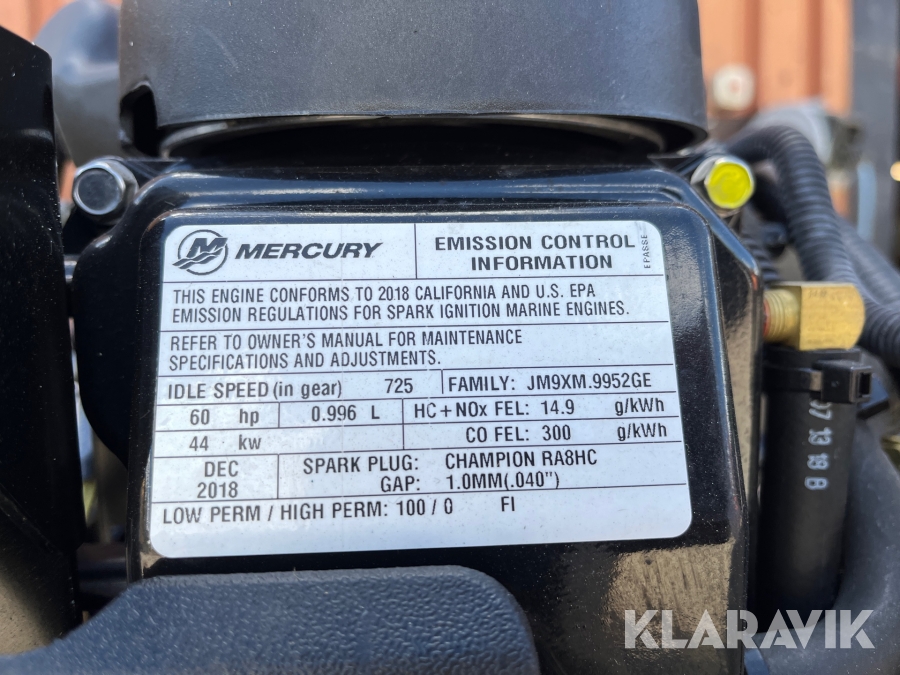 MERCURY
EMISSION CONTROL
INFORMATION
EPASSE
THIS ENGINE CONFORMS TO 2018 CALIFORNIA AND U.S. EPA
EMISSION REGULATIONS FOR SPARK IGNITION MARINE ENGINES.
REFER TO OWNER'S MANUAL FOR MAINTENANCE
SPECIFICATIONS AND ADJUSTMENTS.
IDLE SPEED (in gear) 725 FAMILY: JM9XM.9952GE
60 hp 0.996 L HC+NOx FEL: 14.9 g/kWh
44 kw CO FEL: 300 g/kWh
DEC 2018
SPARK PLUG: CHAMPION RA8HC
GAP: 1.0MM(.040")
LOW PERM / HIGH PERM: 100 / 0 FI
07 13 19 B
KLARAVIK